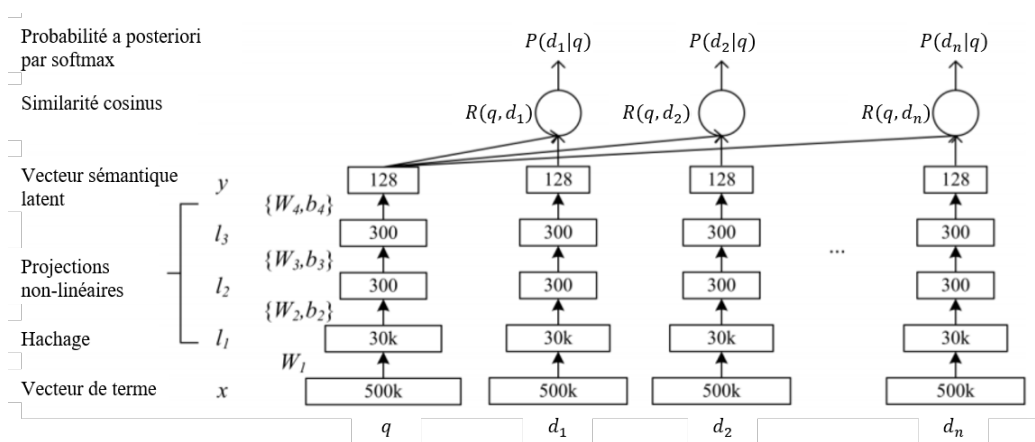 Probabilité a posteriori
par softmax
P(d₁|q) P(d₂|q) P(dₙ|q)
Similarité cosinus
R(q,d₁) R(q,d₂) R(q,dₙ)
Vecteur sémantique
latent
y 128 128 128 128
{W₄,b₄}
l₃ 300 300 300 300
{W₃,b₃}
...
Projections
non-linéaires
l₂ 300 300 300 300
{W₂,b₂}
Hachage l₁ 30k 30k 30k 30k
W₁
Vecteur de terme x 500k 500k 500k 500k
q d₁ d₂ dₙ